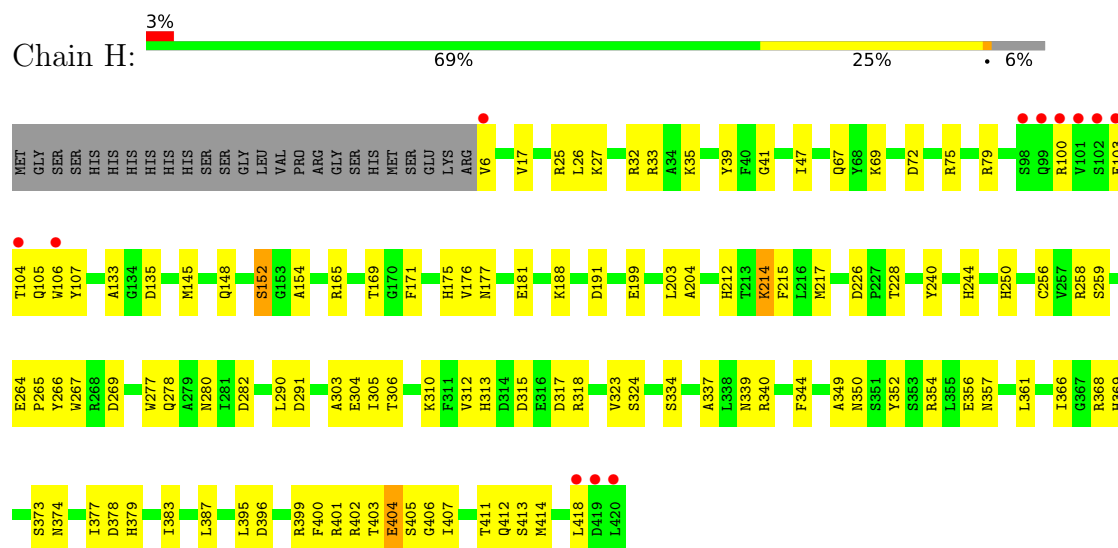 3%
Chain H:
69% 25% • 6%
MET GLY SER SER HIS HIS HIS HIS HIS HIS SER SER GLY LEU VAL PRO ARG GLY SER HIS MET SER GLU LYS ARG V6 V17 R25 L26 K27 R32 R33 A34 K35 Y39 F40 G41 I47 Q67 Y68 K69 D72 R75 R79 S98 Q99 R100 V101 S102 E103
T104 Q105 W106 Y107 A133 G134 D135 M145 Q148 S152 G153 A154 R165 T169 G170 F171 H175 V176 N177 E181 K188 D191 E199 L203 A204 H212 T213 K214 F215 L216 M217 D226 P227 T228 Y240 H244 H250 C256 V257 R258 S259
E264 P265 Y266 W267 R268 D269 W277 Q278 A279 N280 I281 D282 L290 D291 A303 E304 I305 T306 K310 F311 V312 H313 D314 D315 E316 D317 R318 V323 S324 S334 A337 L338 N339 R340 F344 A349 N350 S351 Y352 S353 R354 L355 E356 N357 L361 I366 G367 R368 H369
S373 N374 I377 D378 H379 I383 L387 L395 D396 R399 F400 R401 R402 T403 E404 S405 G406 I407 T411 Q412 S413 M414 L418 D419 L420